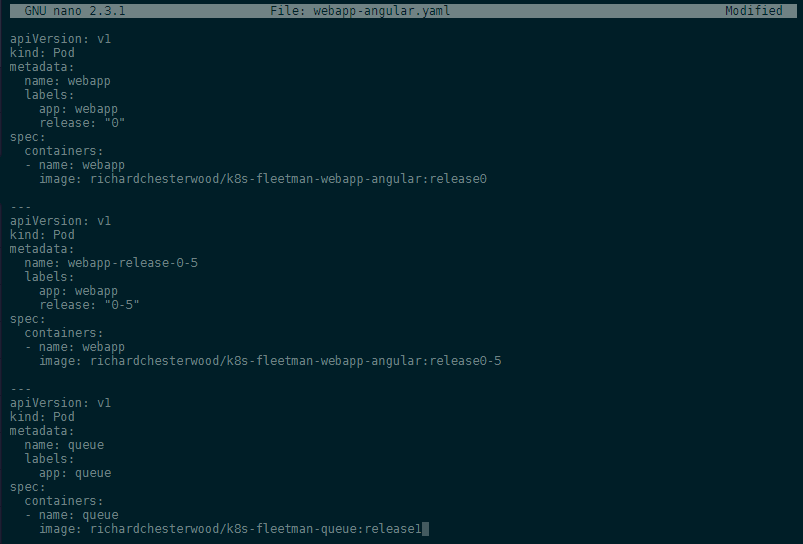 GNU nano 2.3.1 File: webapp-angular.yaml Modified
apiVersion: v1
kind: Pod
metadata:
  name: webapp
  labels:
    app: webapp
    release: "0"
spec:
  containers:
  - name: webapp
    image: richardchesterwood/k8s-fleetman-webapp-angular:release0
---
apiVersion: v1
kind: Pod
metadata:
  name: webapp-release-0-5
  labels:
    app: webapp
    release: "0-5"
spec:
  containers:
  - name: webapp
    image: richardchesterwood/k8s-fleetman-webapp-angular:release0-5
---
apiVersion: v1
kind: Pod
metadata:
  name: queue
  labels:
    app: queue
spec:
  containers:
  - name: queue
    image: richardchesterwood/k8s-fleetman-queue:release1